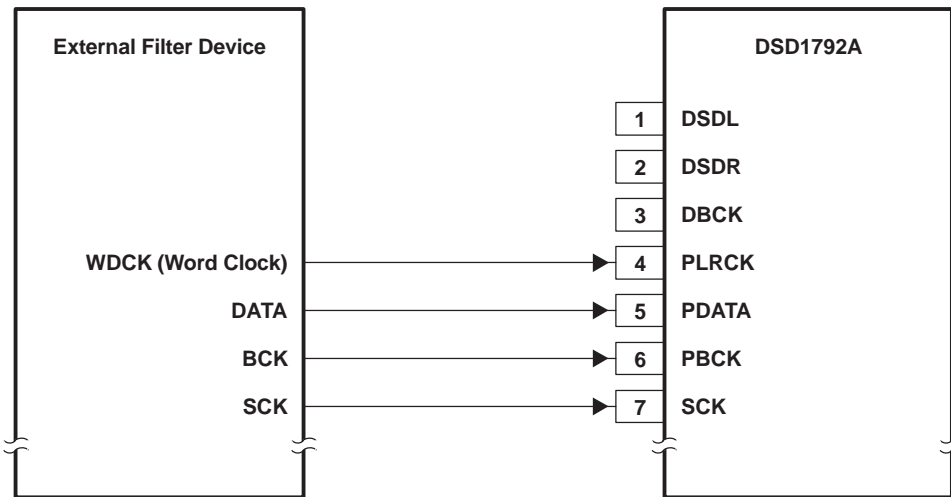 External Filter Device
DSD1792A
1 DSDL
2 DSDR
3 DBCK
WDCK (Word Clock) 4 PLRCK
DATA 5 PDATA
BCK 6 PBCK
SCK 7 SCK